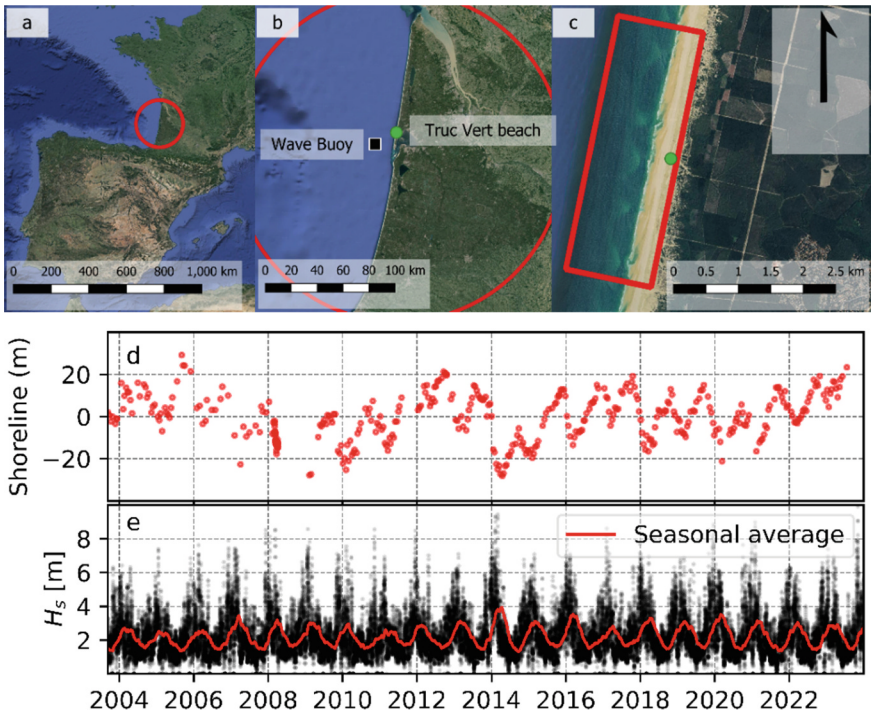 a
0 200 400 600 800 1,000 km
b
Wave Buoy
Truc Vert beach
0 20 40 60 80 100 km
c
0 0.5 1 1.5 2 2.5 km
d
Shoreline (m)
20
0
−20
e
Seasonal average
Hs [m]
8
6
4
2
2004 2006 2008 2010 2012 2014 2016 2018 2020 2022